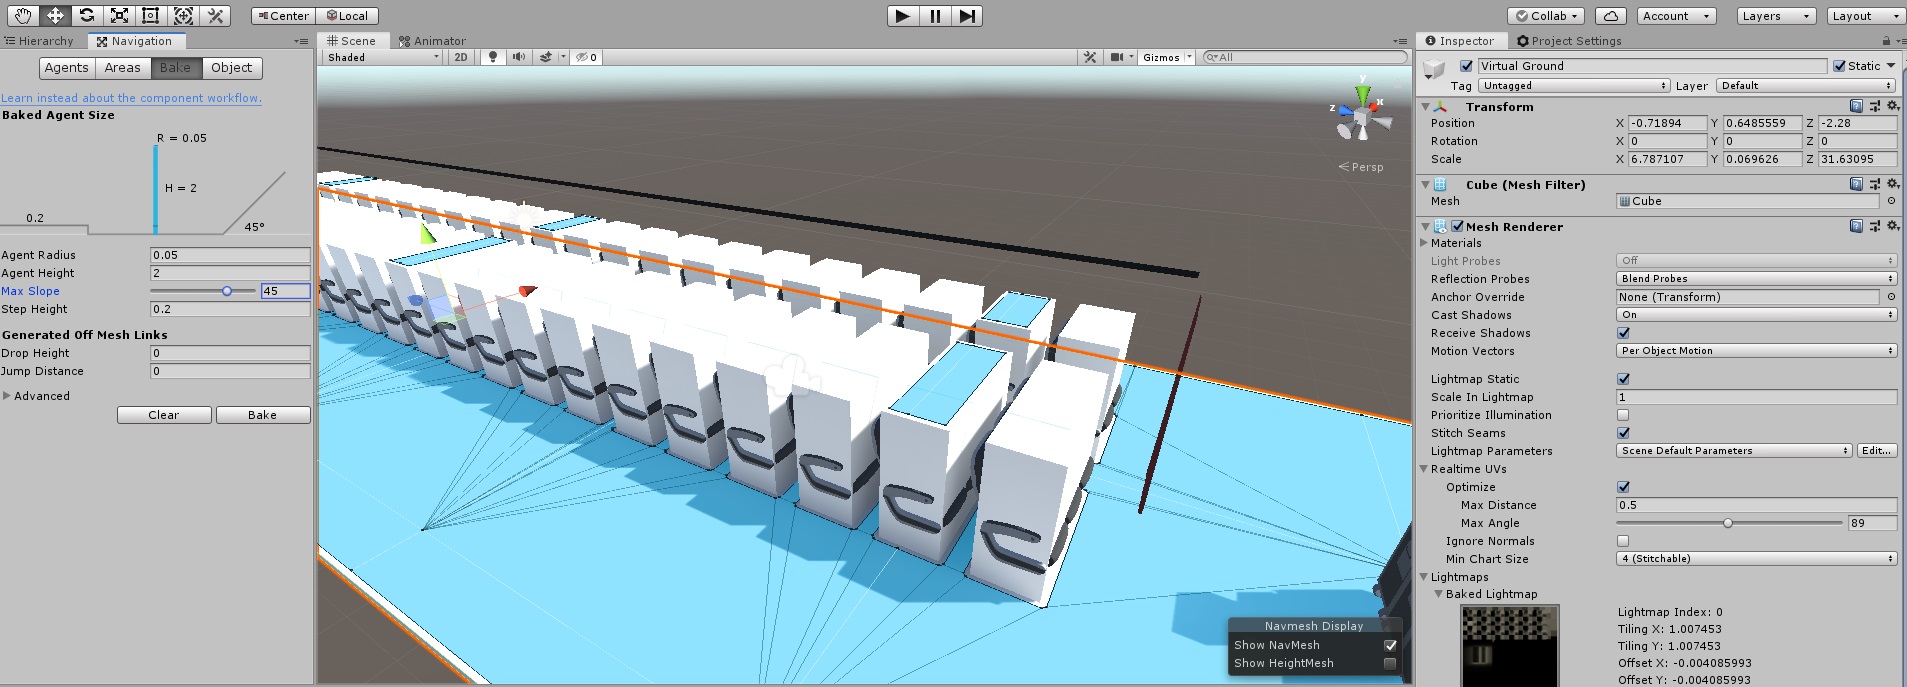 Center Local Collab Account Layers Layout
Hierarchy Navigation
Agents Areas Bake Object
Learn instead about the component workflow.
Baked Agent Size
R = 0.05
H = 2
0.2
45°
Agent Radius 0.05
Agent Height 2
Max Slope 45
Step Height 0.2
Generated Off Mesh Links
Drop Height 0
Jump Distance 0
Advanced
Clear Bake
Scene Animator
Shaded 2D 0 Gizmos All
y
z x
Persp
Navmesh Display
Show NavMesh
Show HeightMesh
Inspector Project Settings
Virtual Ground Static
Tag Untagged Layer Default
Transform
Position X -0.71894 Y 0.6485559 Z -2.28
Rotation X 0 Y 0 Z 0
Scale X 6.787107 Y 0.069626 Z 31.63095
Cube (Mesh Filter)
Mesh Cube
Mesh Renderer
Materials
Light Probes Off
Reflection Probes Blend Probes
Anchor Override None (Transform)
Cast Shadows On
Receive Shadows
Motion Vectors Per Object Motion
Lightmap Static
Scale In Lightmap 1
Prioritize Illumination
Stitch Seams
Lightmap Parameters Scene Default Parameters Edit...
Realtime UVs
Optimize
Max Distance 0.5
Max Angle 89
Ignore Normals
Min Chart Size 4 (Stitchable)
Lightmaps
Baked Lightmap
Lightmap Index: 0
Tiling X: 1.007453
Tiling Y: 1.007453
Offset X: -0.004085993
Offset Y: -0.004085993